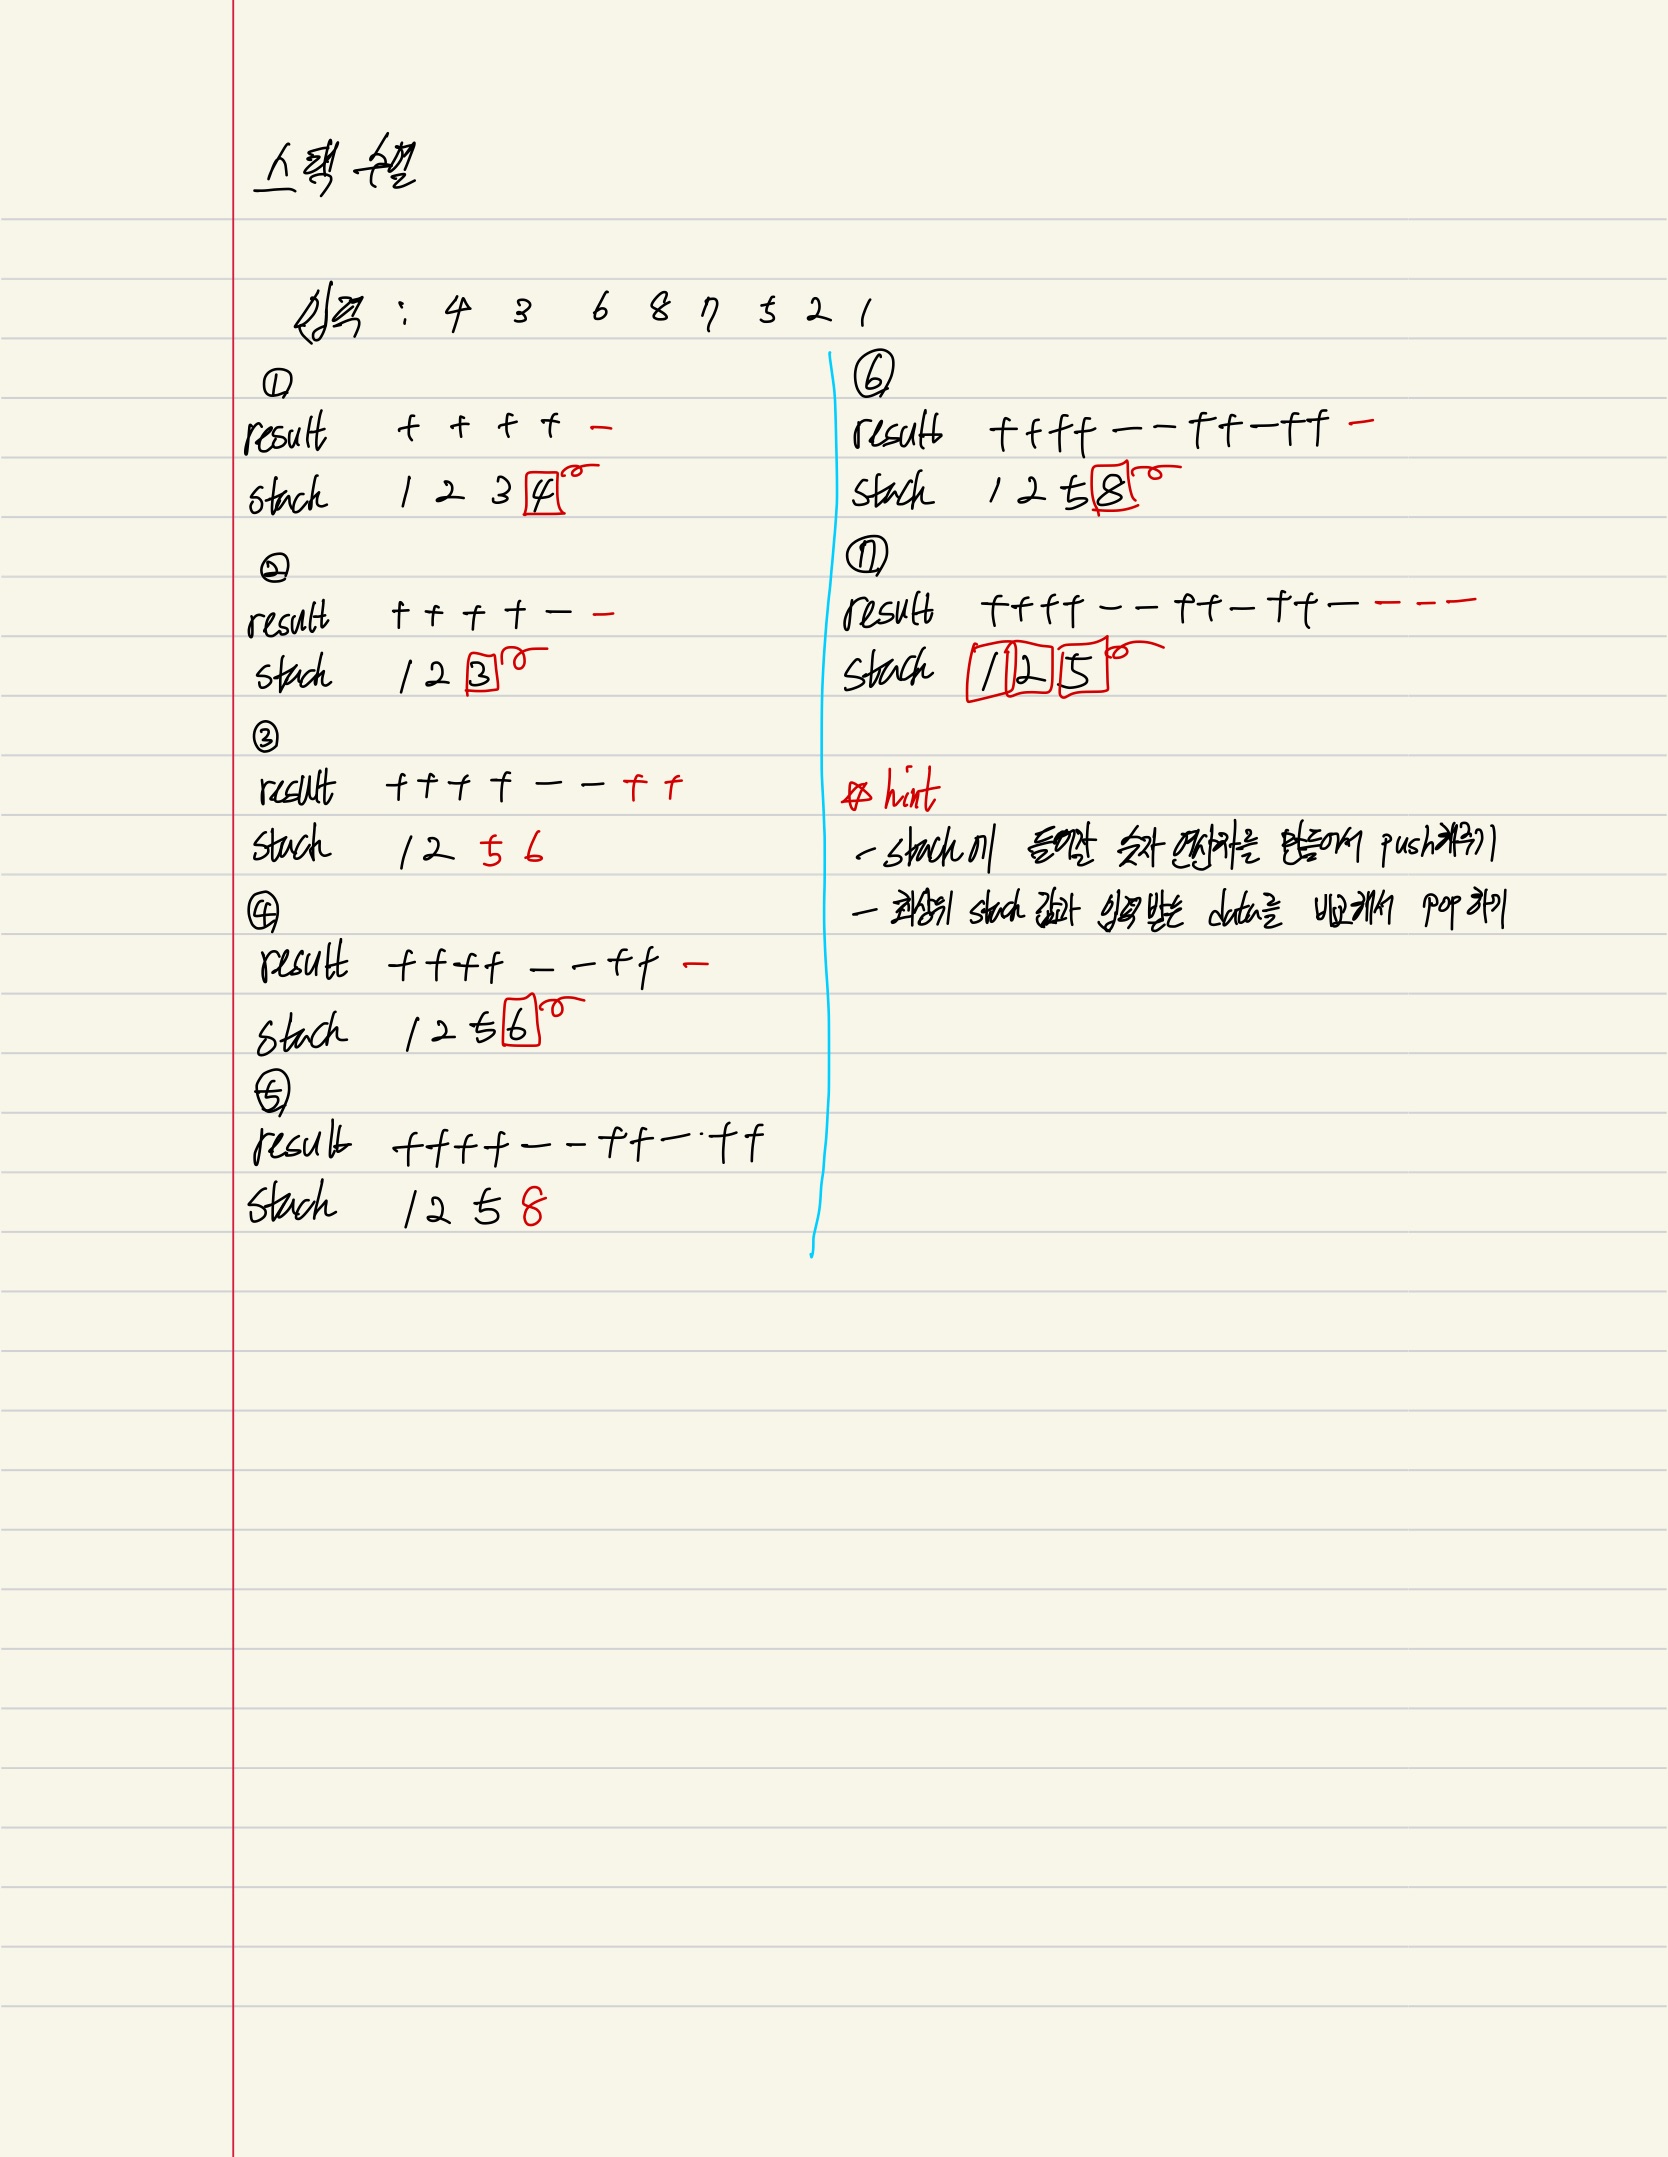 스택 수열
입력 : 4 3 6 8 7 5 2 1
①
result + + + + -
stack 1 2 3 4
②
result + + + + - -
stack 1 2 3
③
result + + + + - - + +
stack 1 2 5 6
④
result + + + + - - + + -
stack 1 2 5 6
⑤
result + + + + - - + + - · + +
stack 1 2 5 8
⑥
result + + + + - - + + - + + -
stack 1 2 5 8
⑦
result + + + + - - + + - + + - - - -
stack 1 2 5
☆ hint
- stack에 들어갈 숫자 연산자를 만들어서 push해주기
- 최상위 stack 값과 입력 받는 data를 비교해서 pop 하기